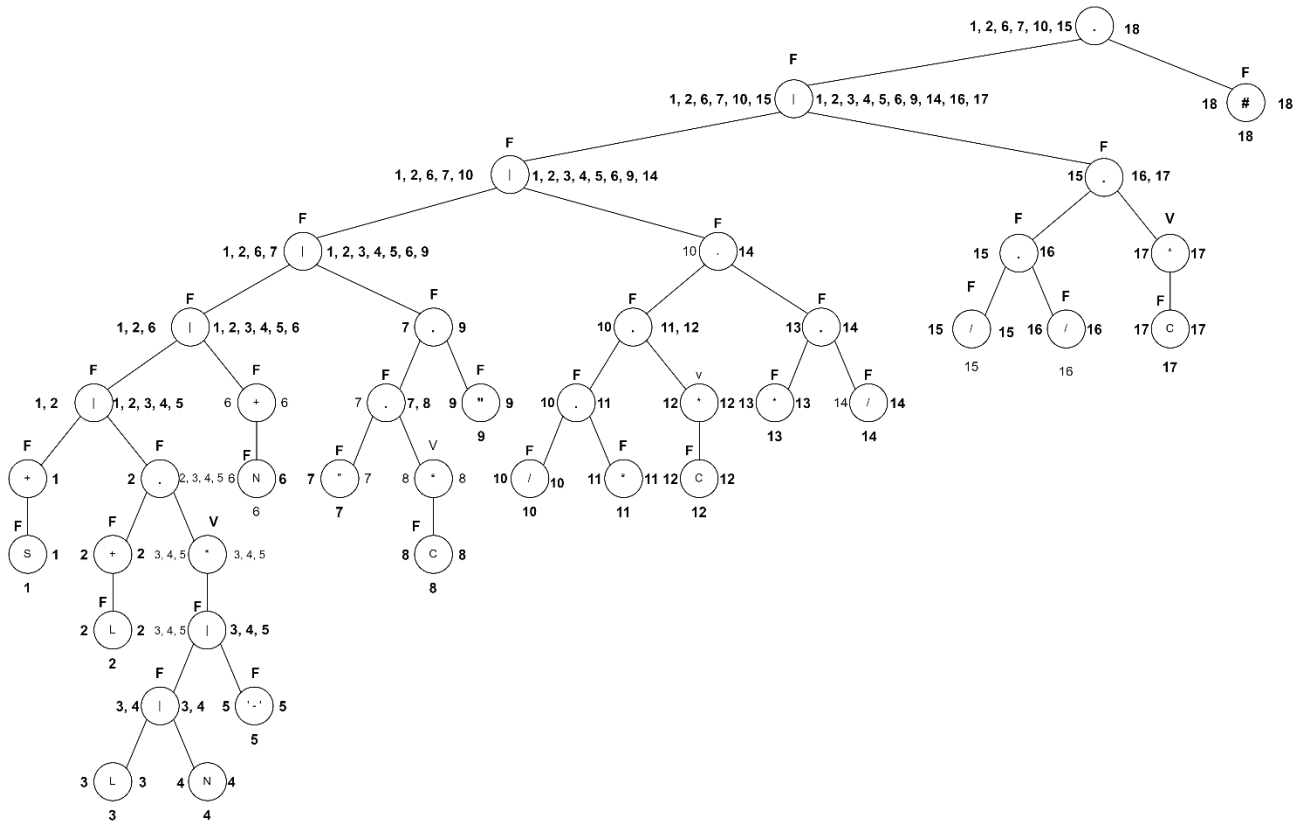 1, 2, 6, 7, 10, 15 . 18
F F
1, 2, 6, 7, 10, 15 | 1, 2, 3, 4, 5, 6, 9, 14, 16, 17 18 # 18
18
F F
1, 2, 6, 7, 10 | 1, 2, 3, 4, 5, 6, 9, 14 15 . 16, 17
F F F V
1, 2, 6, 7 | 1, 2, 3, 4, 5, 6, 9 10 . 14 15 . 16 17 * 17
F F F F F F F
1, 2, 6 | 1, 2, 3, 4, 5, 6 7 . 9 10 . 11, 12 13 . 14 15 / 15 16 / 16 17 C 17
15 16 17
F F F F F v F F
1, 2 | 1, 2, 3, 4, 5 6 + 6 7 . 7, 8 9 " 9 10 . 11 12 * 12 13 * 13 14 / 14
9 13 14
F F F F V F F F
+ 1 2 . 2, 3, 4, 5 6 N 6 7 " 7 8 * 8 10 / 10 11 * 11 12 C 12
6 7 10 11 12
F F V F
S 1 2 + 2 3, 4, 5 * 3, 4, 5 8 C 8
1 8
F F
2 L 2 3, 4, 5 | 3, 4, 5
2
F F
3, 4 | 3, 4 5 '-' 5
5
3 L 3 4 N 4
3 4